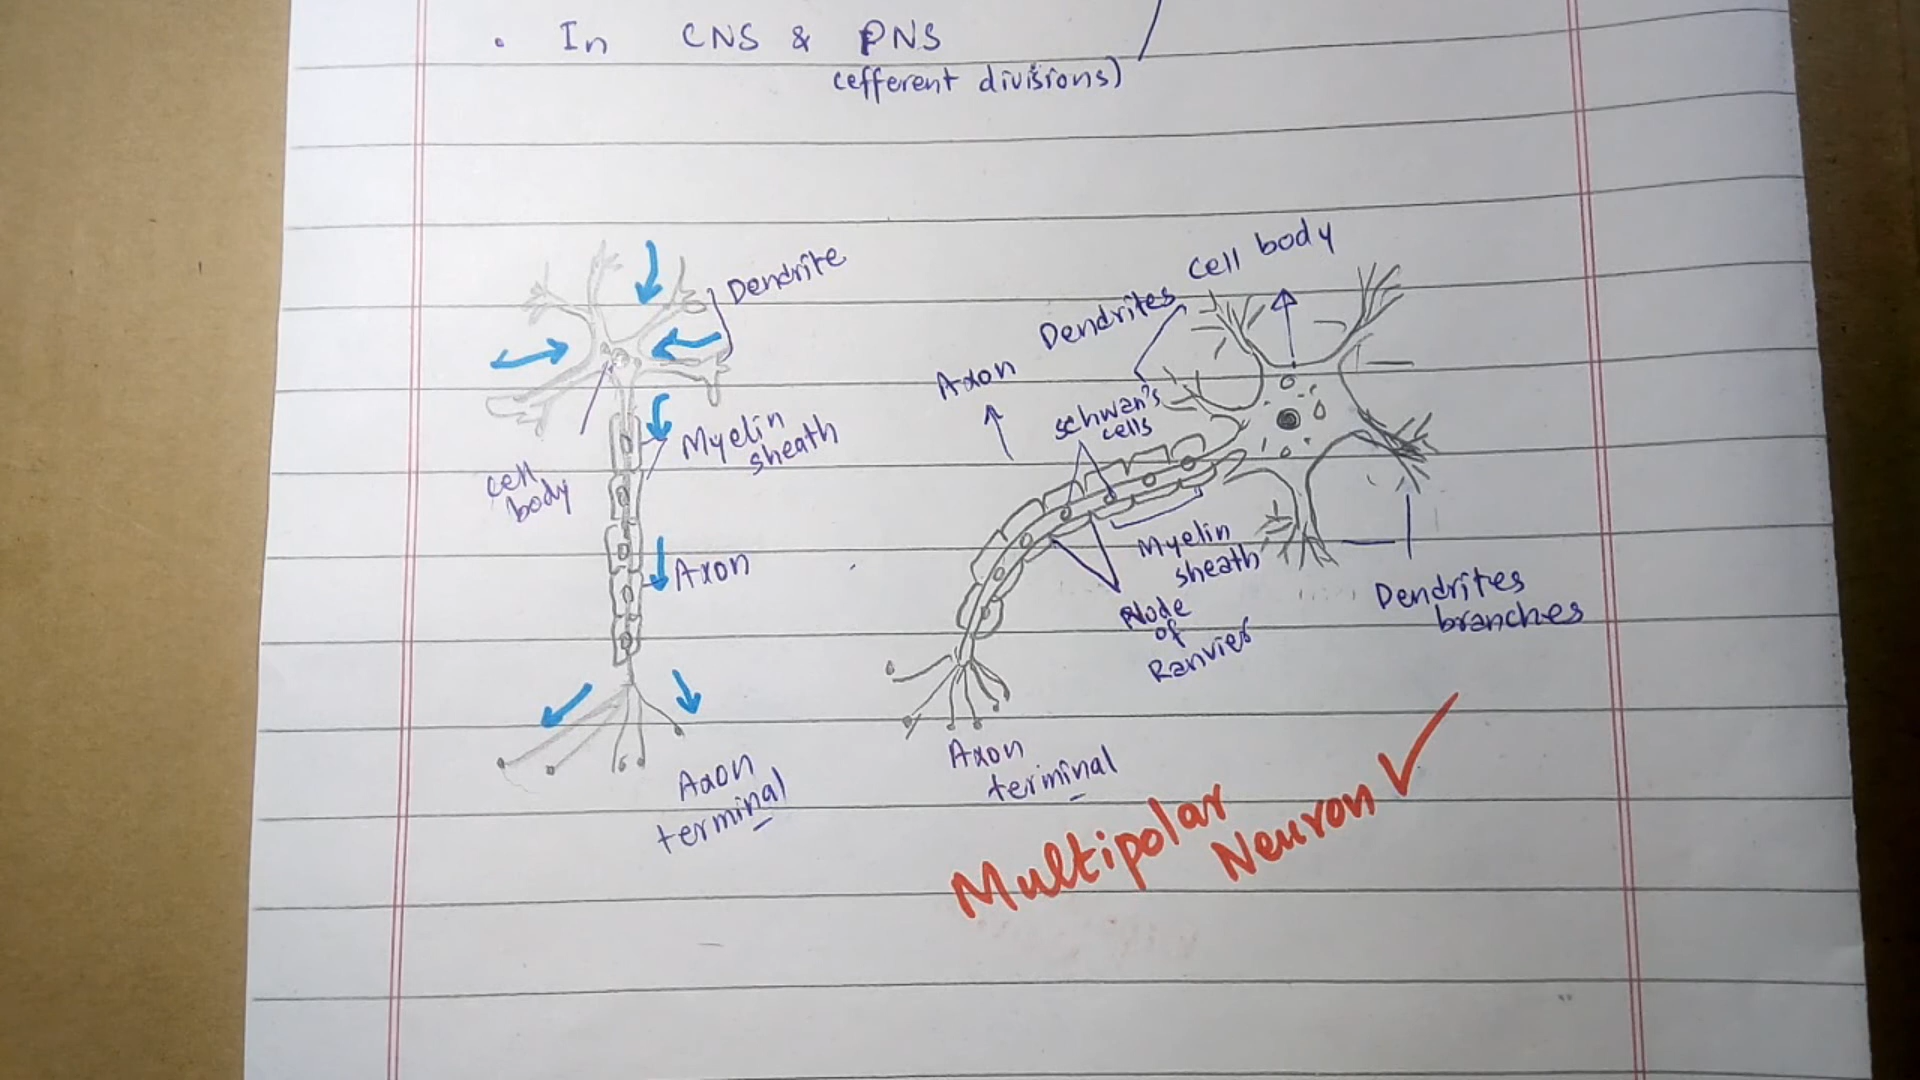 • In CNS & PNS
(efferent divisions)
Dendrite
Myelin
sheath
cell
body
Axon
Axon
terminal
Cell body
Dendrites
Axon
schwan's
cells
Myelin
sheath
Node
of
Ranvier
Dendrites
branches
Axon
terminal
Multipolar
Neuron ✓